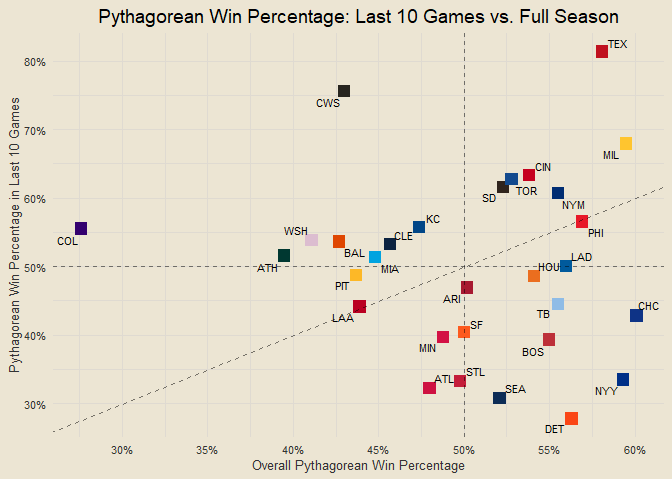 Pythagorean Win Percentage: Last 10 Games vs. Full Season
Pythagorean Win Percentage in Last 10 Games
80%
70%
60%
50%
40%
30%
TEX
CWS
MIL
CIN
SD
TOR
NYM
PHI
COL
WSH
KC
CLE
BAL
ATH
MIA
LAD
HOU
PIT
ARI
LAA
TB
CHC
SF
MIN
BOS
ATL
STL
SEA
NYY
DET
30%
35%
40%
45%
50%
55%
60%
Overall Pythagorean Win Percentage